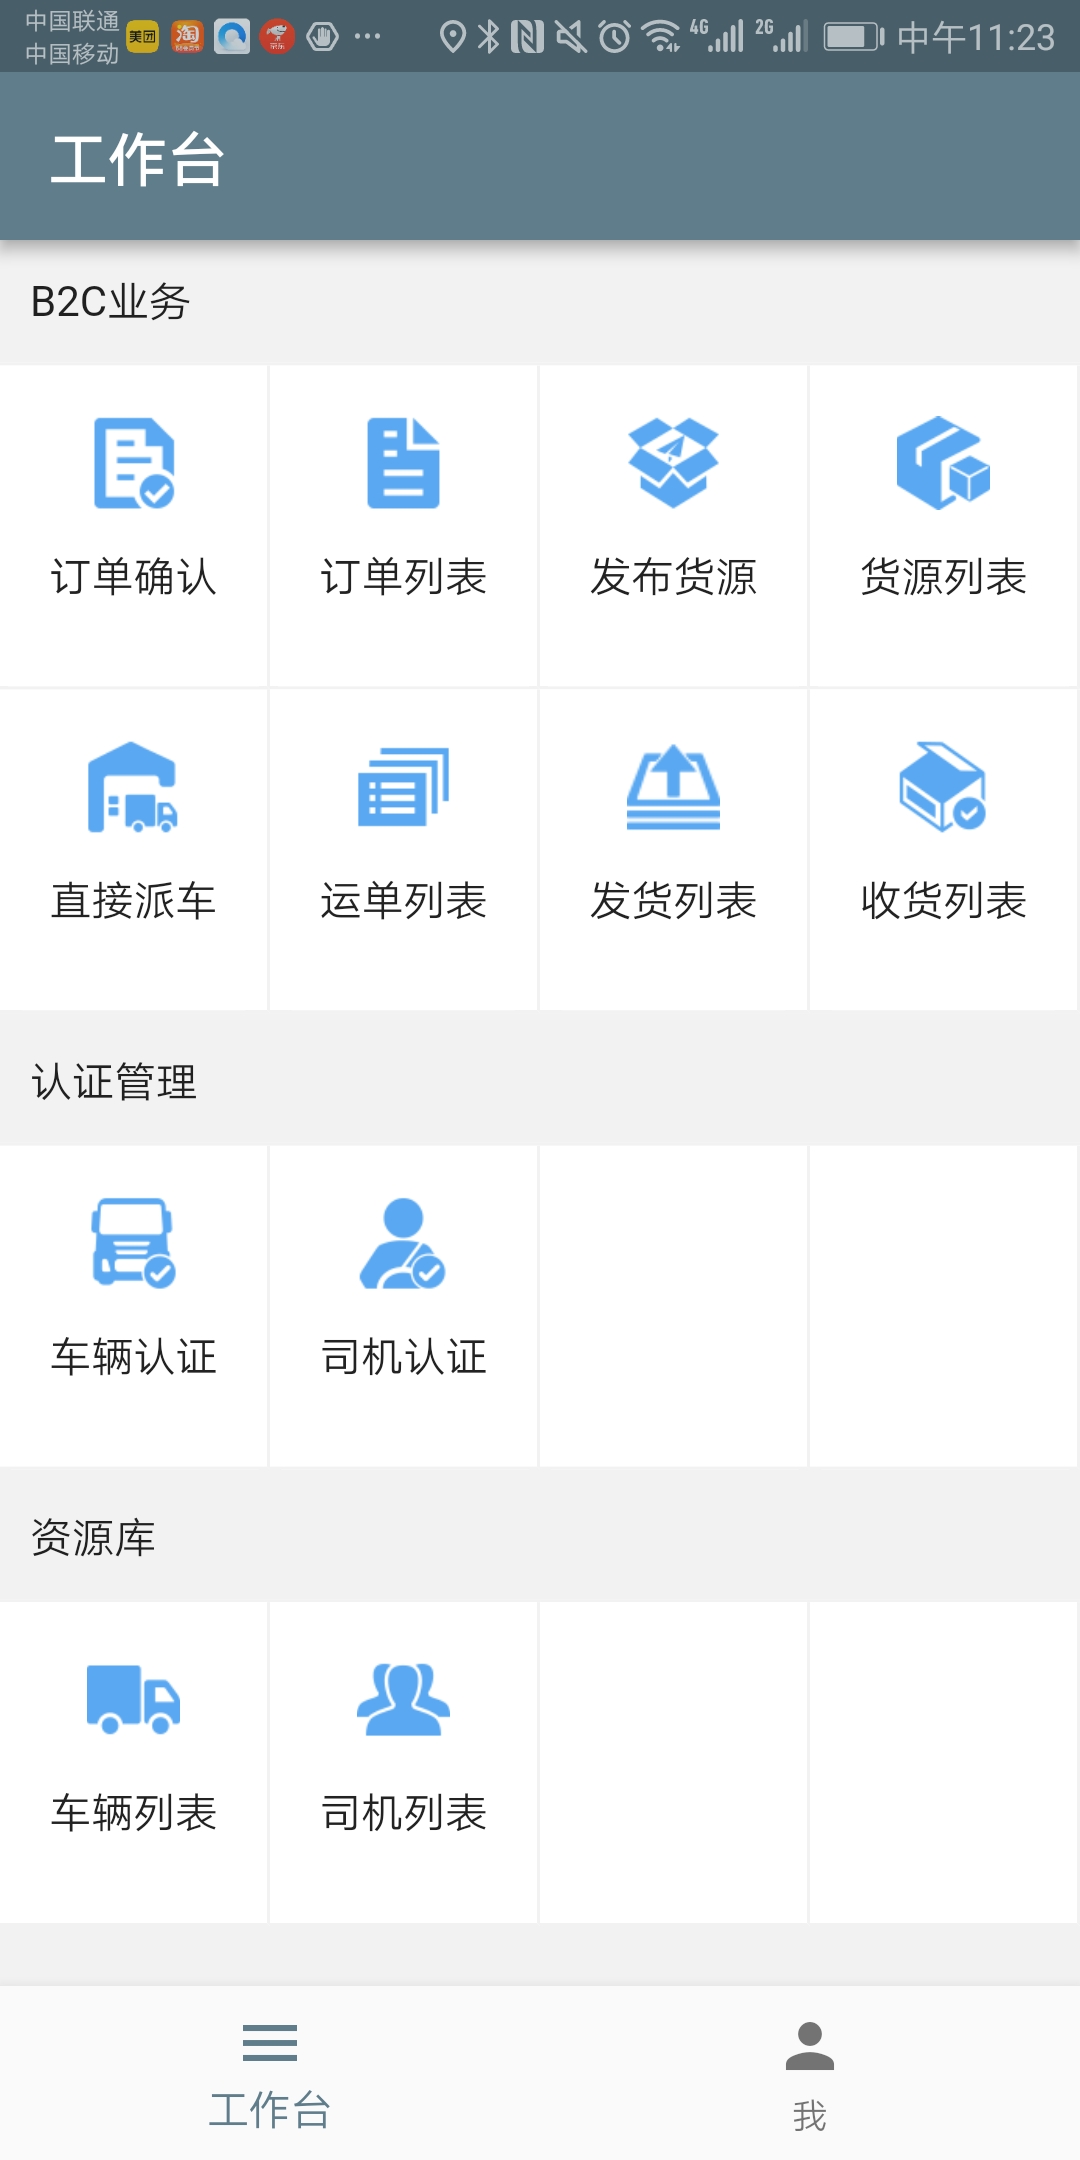 中国联通
中国移动
美团
淘
京东
4G
2G
中午11:23
工作台
B2C业务
订单确认
订单列表
发布货源
货源列表
直接派车
运单列表
发货列表
收货列表
认证管理
车辆认证
司机认证
资源库
车辆列表
司机列表
工作台
我